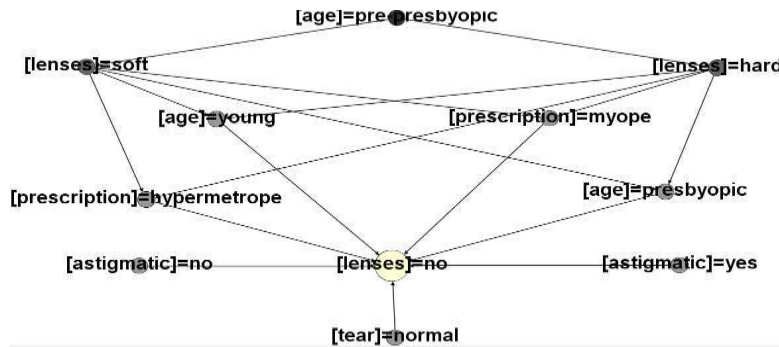 [age]=pre-presbyopic
[lenses]=soft
[lenses]=hard
[age]=young
[prescription]=myope
[prescription]=hypermetrope
[age]=presbyopic
[astigmatic]=no
[lenses]=no
[astigmatic]=yes
[tear]=normal